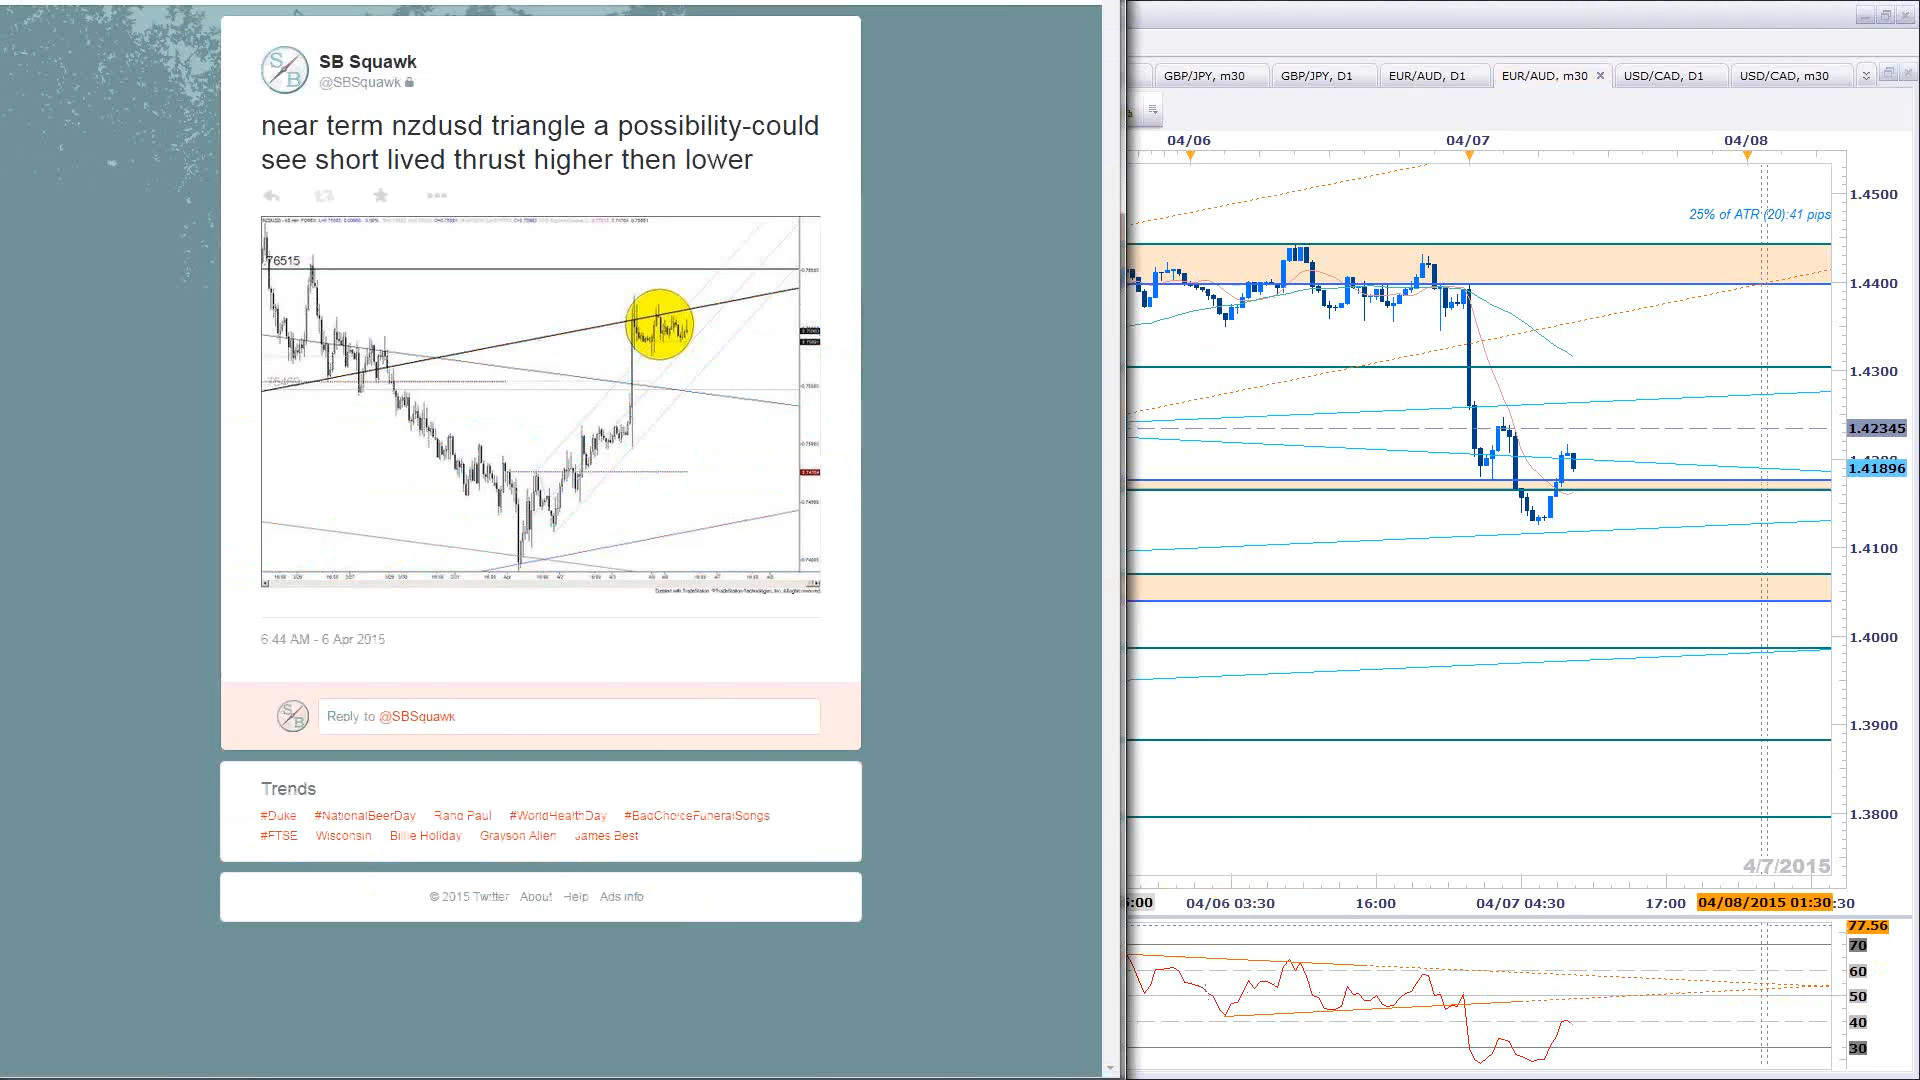 SB Squawk
@SBSquawk
near term nzdusd triangle a possibility-could
see short lived thrust higher then lower
76515
75460
6:44 AM - 6 Apr 2015
Reply to @SBSquawk
Trends
#Duke #NationalBeerDay Rand Paul #WorldHealthDay #BadChoiceFuneralSongs
#FTSE Wisconsin Billie Holiday Grayson Allen James Best
© 2015 Twitter About Help Ads info
GBP/JPY, m30 GBP/JPY, D1 EUR/AUD, D1 EUR/AUD, m30 USD/CAD, D1 USD/CAD, m30
04/06 04/07 04/08
1.4500
25% of ATR (20):41 pips
1.4400
1.4300
1.42345
1.41896
1.4100
1.4000
1.3900
1.3800
4/7/2015
04/06 03:30 16:00 04/07 04:30 17:00 04/08/2015 01:30 :30
77.56
70
60
50
40
30